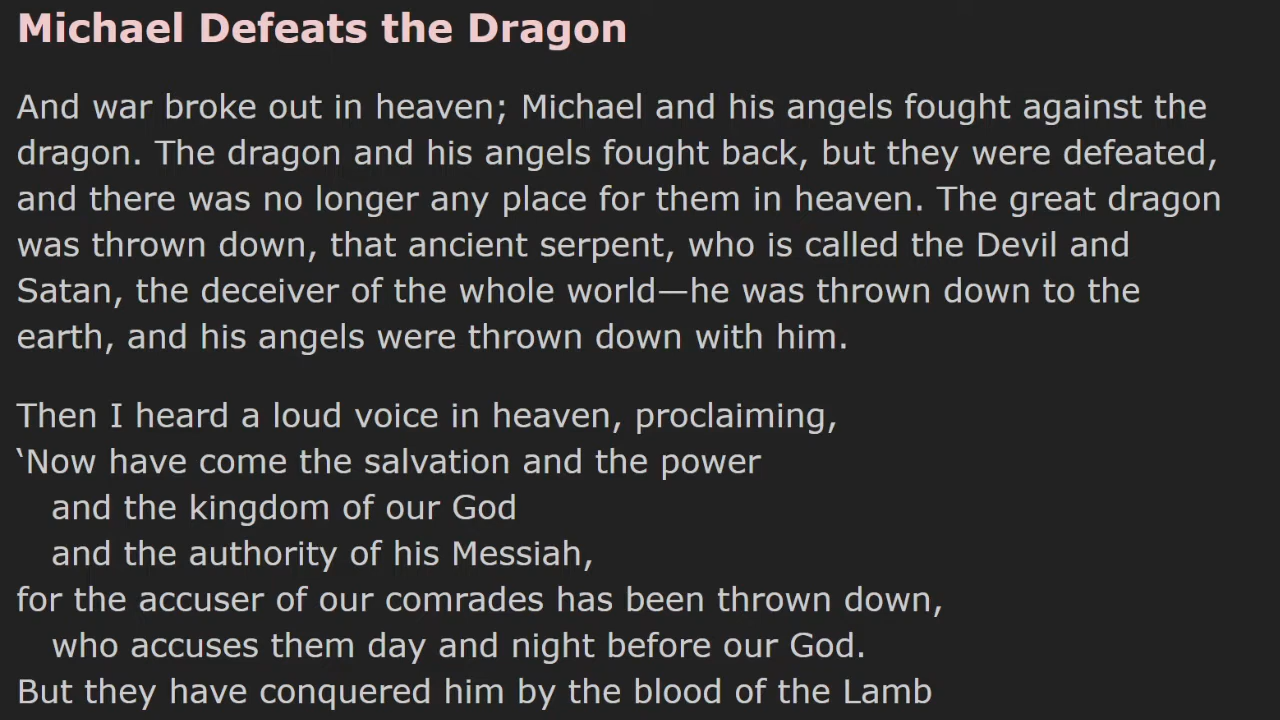 Michael Defeats the Dragon
And war broke out in heaven; Michael and his angels fought against the
dragon. The dragon and his angels fought back, but they were defeated,
and there was no longer any place for them in heaven. The great dragon
was thrown down, that ancient serpent, who is called the Devil and
Satan, the deceiver of the whole world—he was thrown down to the
earth, and his angels were thrown down with him.
Then I heard a loud voice in heaven, proclaiming,
‘Now have come the salvation and the power
and the kingdom of our God
and the authority of his Messiah,
for the accuser of our comrades has been thrown down,
who accuses them day and night before our God.
But they have conquered him by the blood of the Lamb